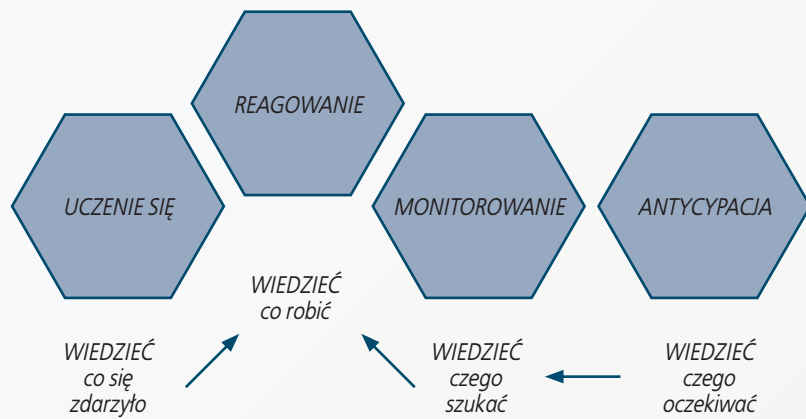 REAGOWANIE
UCZENIE SIĘ
MONITOROWANIE
ANTYCYPACJA
WIEDZIEĆ
co robić
WIEDZIEĆ
co się
zdarzyło
WIEDZIEĆ
czego
szukać
WIEDZIEĆ
czego
oczekiwać